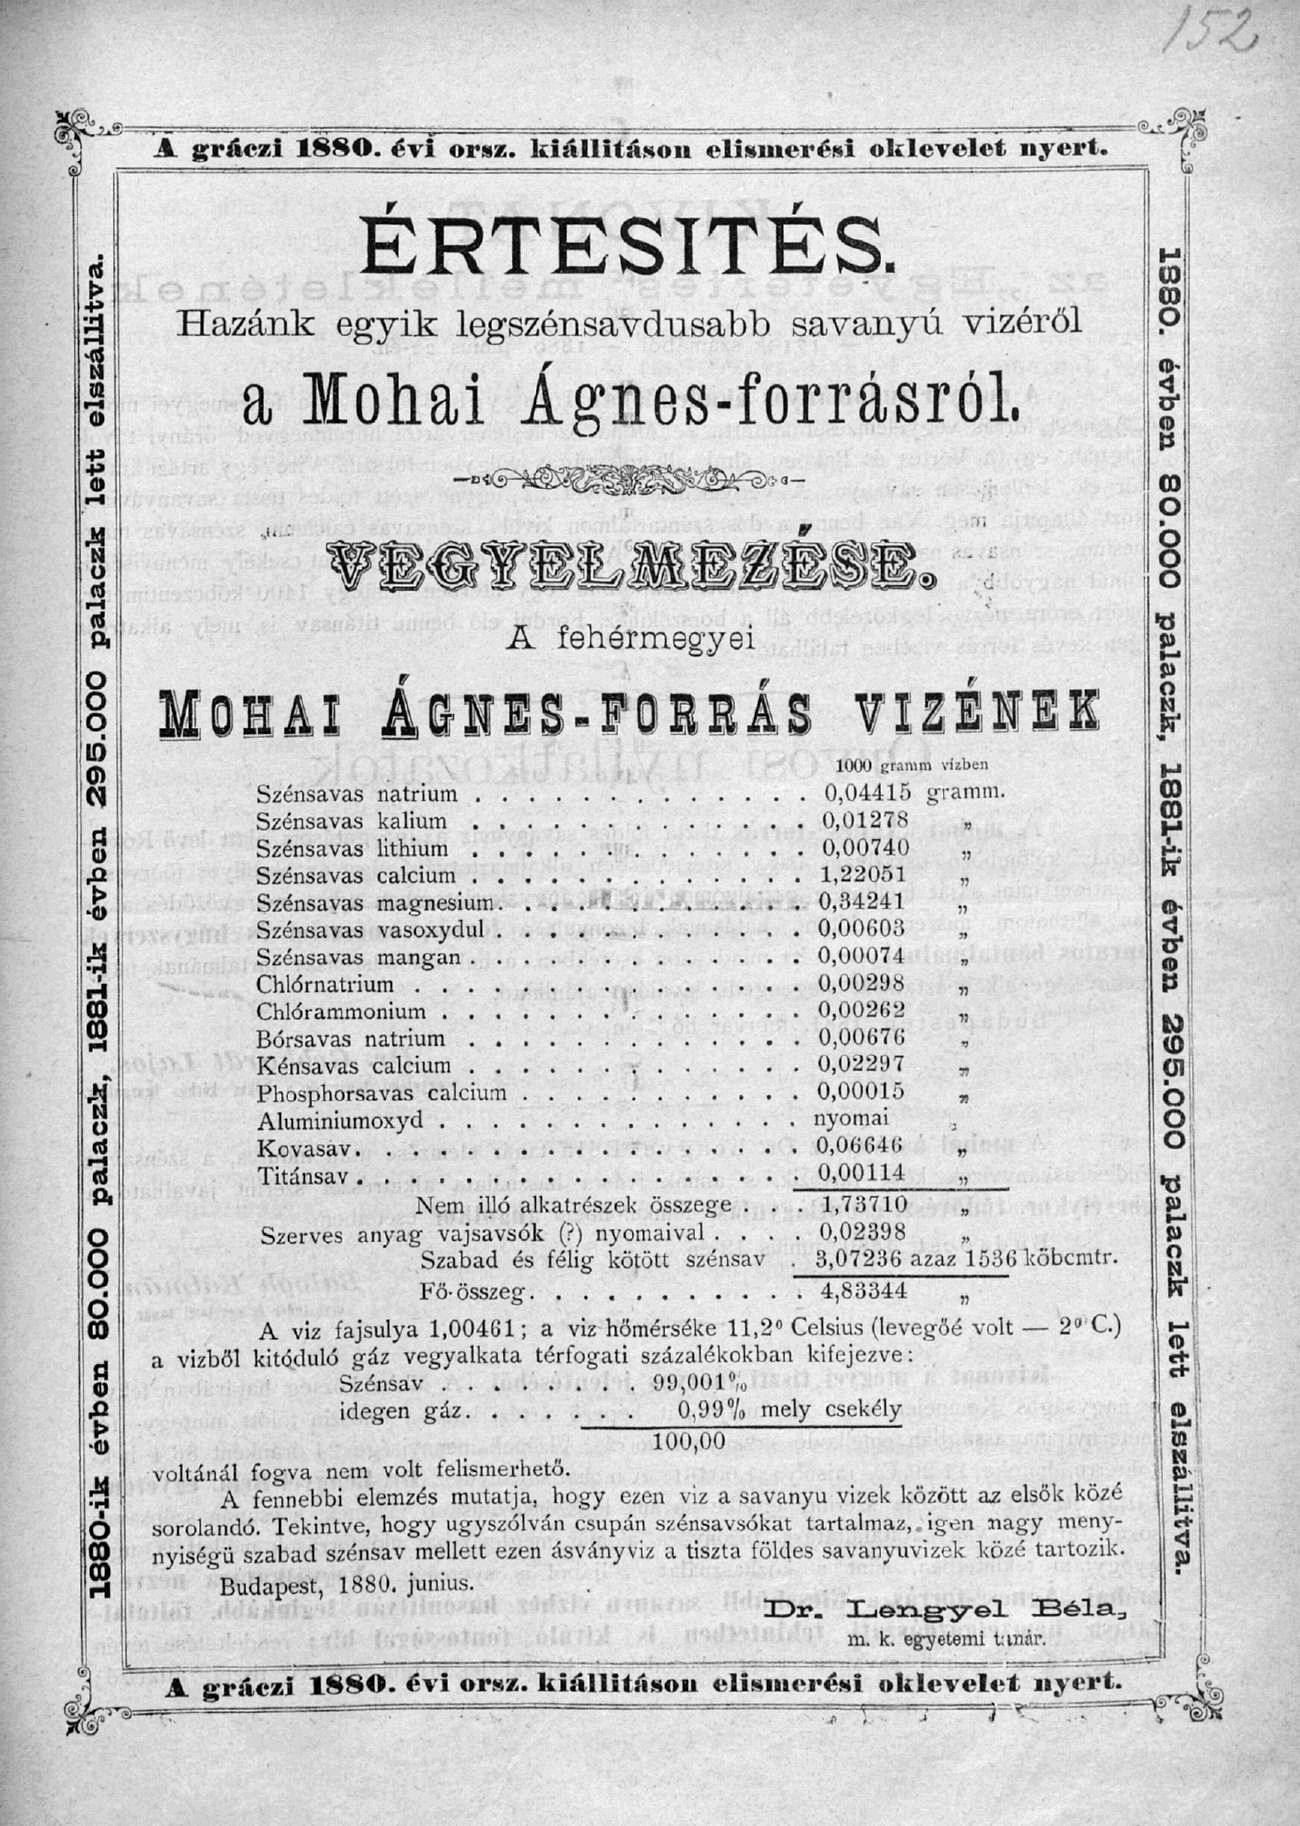 152
A gráczi 1880. évi orsz. kiállitáson elismerési oklevelet nyert.
1880-ik évben 80.000 palaczk, 1881-ik évben 295.000 palaczk lett elszállitva.
ÉRTESITÉS.
Hazánk egyik legszénsavdusabb savanyú vizéről
a Mohai Ágnes-forrásról.
VEGYELMEZÉSE.
A fehérmegyei
MOHAI ÁGNES-FORRÁS VIZÉNEK
1000 gramm vízben
Szénsavas natrium . . . . . . . . . . . . . 0,04415 gramm.
Szénsavas kalium . . . . . . . . . . . . . 0,01278 „
Szénsavas lithium . . . . . . . . . . . . . 0,00740 „
Szénsavas calcium . . . . . . . . . . . . . 1,22051 „
Szénsavas magnesium. . . . . . . . . . . . 0,34241 „
Szénsavas vasoxydul . . . . . . . . . . . . 0,00603 „
Szénsavas mangan . . . . . . . . . . . . . 0,00074 „
Chlórnatrium . . . . . . . . . . . . . . . 0,00298 „
Chlórammonium . . . . . . . . . . . . . . 0,00262 „
Bórsavas natrium . . . . . . . . . . . . . 0,00676 „
Kénsavas calcium . . . . . . . . . . . . . 0,02297 „
Phosphorsavas calcium . . . . . . . . . . . 0,00015 „
Aluminiumoxyd . . . . . . . . . . . . . . nyomai
Kovasav. . . . . . . . . . . . . . . . . 0,06646 „
Titánsav . . . . . . . . . . . . . . . . . 0,00114 „
Nem illó alkatrészek összege . . . 1,73710 „
Szerves anyag vajsavsók (?) nyomaival . . . . 0,02398 „
Szabad és félig kötött szénsav . 3,07236 azaz 1536 köbcmtr.
Fő-összeg. . . . . . . . . . . 4,83344 „
A viz fajsulya 1,00461; a viz hőmérséke 11,2⁰ Celsius (levegőé volt — 2⁰ C.)
a vizből kitóduló gáz vegyalkata térfogati százalékokban kifejezve:
Szénsav . . . . . . . . 99,001%
idegen gáz. . . . . . . 0,99% mely csekély
100,00
voltánál fogva nem volt felismerhető.
A fennebbi elemzés mutatja, hogy ezen viz a savanyu vizek között az elsők közé
sorolandó. Tekintve, hogy ugyszólván csupán szénsavsókat tartalmaz, igen nagy meny-
nyiségü szabad szénsav mellett ezen ásványviz a tiszta földes savanyuvizek közé tartozik.
Budapest, 1880. junius.
Dr. Lengyel Béla,
m. k. egyetemi tanár.
1880. évben 80.000 palaczk, 1881-ik évben 295.000 palaczk lett elszállitva.
A gráczi 1880. évi orsz. kiállitáson elismerési oklevelet nyert.